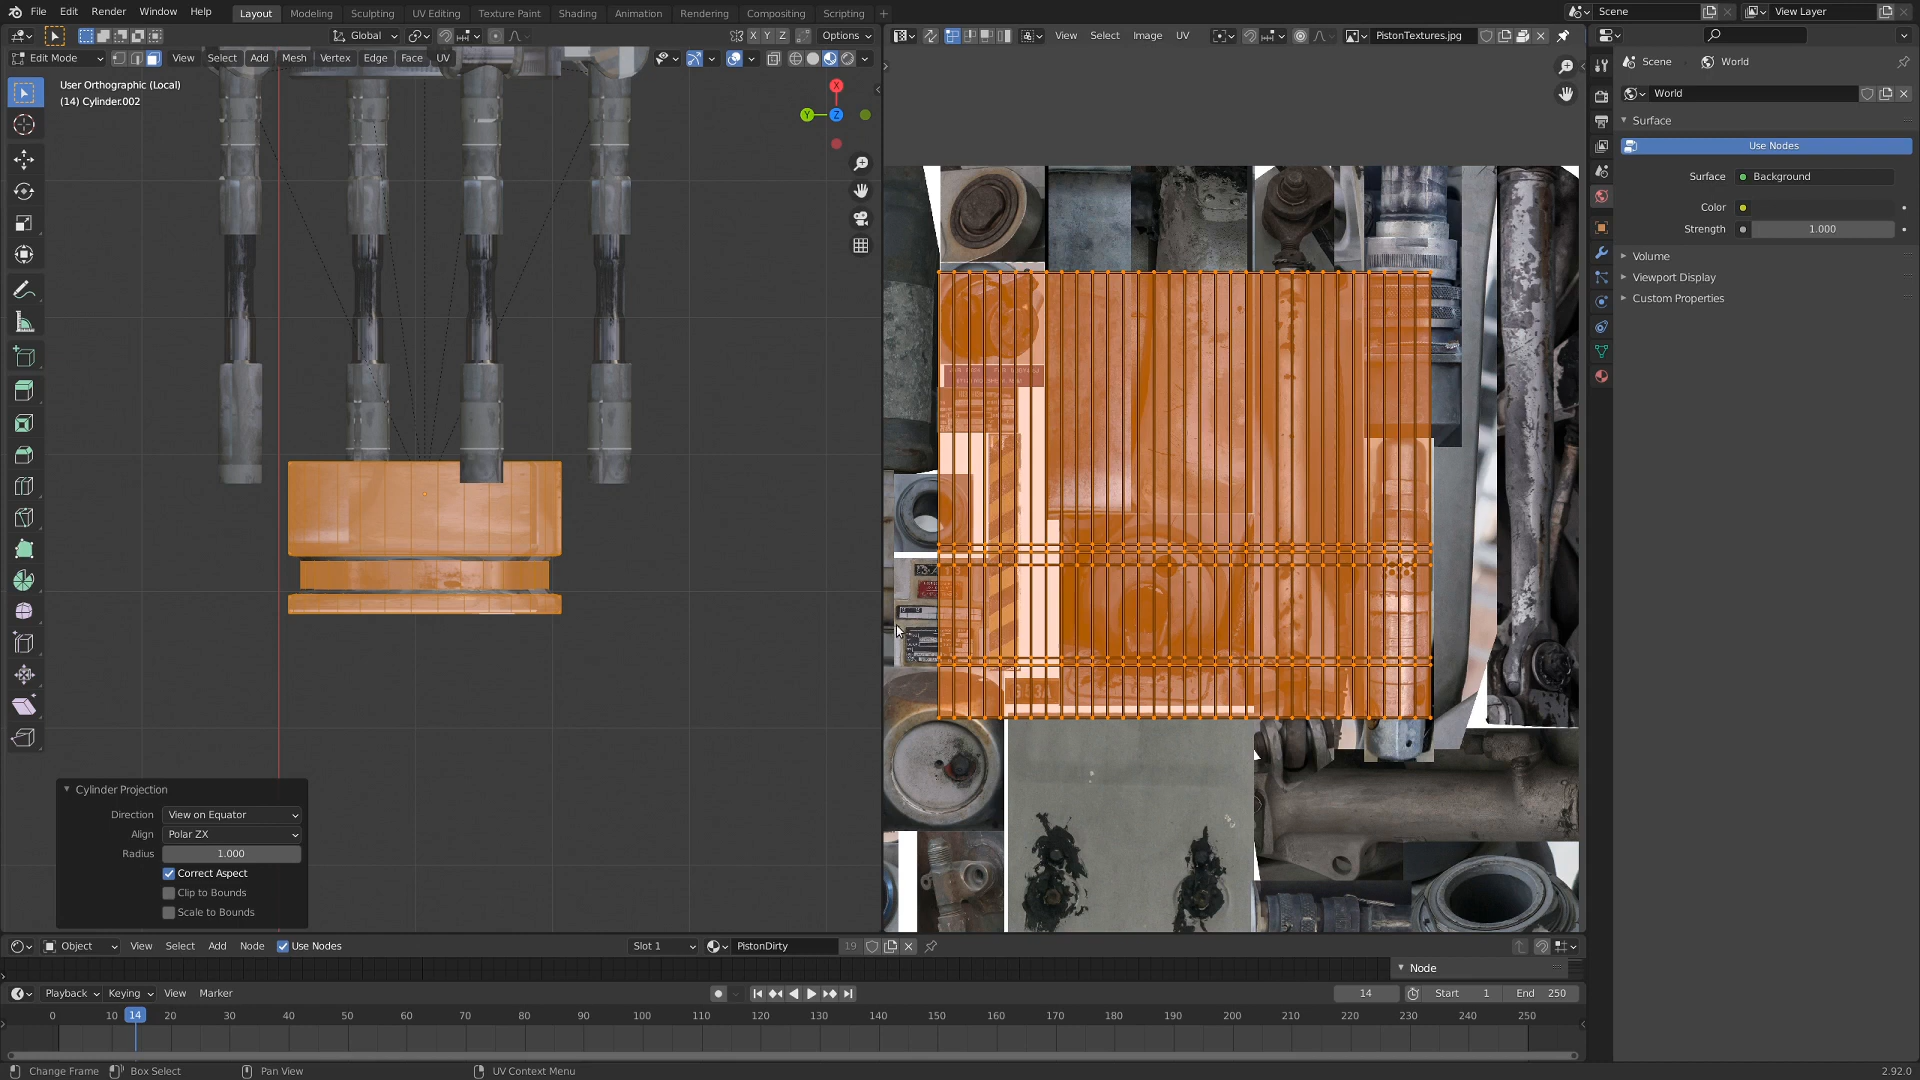 File Edit Render Window Help Layout Modeling Sculpting UV Editing Texture Paint Shading Animation Rendering Compositing Scripting + Scene View Layer
Global X Y Z Options View Select Image UV PistonTextures.jpg
Edit Mode View Select Add Mesh Vertex Edge Face UV
User Orthographic (Local)
(14) Cylinder.002
X
Y
Z
Scene World
World
Surface
Use Nodes
Surface Background
Color
Strength 1.000
Volume
Viewport Display
Custom Properties
Cylinder Projection
Direction View on Equator
Align Polar ZX
Radius 1.000
Correct Aspect
Clip to Bounds
Scale to Bounds
Object View Select Add Node Use Nodes Slot 1 PistonDirty 19
Node
Playback Keying View Marker 14 Start 1 End 250
0 10 14 20 30 40 50 60 70 80 90 100 110 120 130 140 150 160 170 180 190 200 210 220 230 240 250
Change Frame Box Select Pan View UV Context Menu 2.92.0